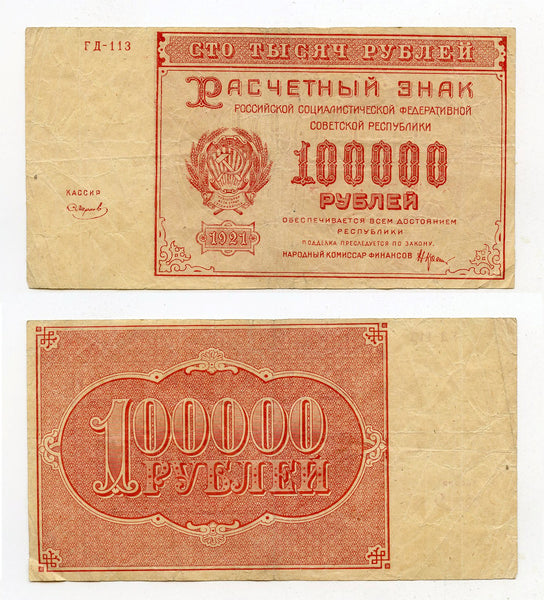 ГД-113
СТО ТЫСЯЧ РУБЛЕЙ
РАСЧЕТНЫЙ ЗНАК
РОССИЙСКОЙ СОЦИАЛИСТИЧЕСКОЙ ФЕДЕРАТИВНОЙ
СОВЕТСКОЙ РЕСПУБЛИКИ
100000
РУБЛЕЙ
КАССИР
1921
ОБЕСПЕЧИВАЕТСЯ ВСЕМ ДОСТОЯНИЕМ
РЕСПУБЛИКИ
ПОДДЕЛКА ПРЕСЛЕДУЕТСЯ ПО ЗАКОНУ.
НАРОДНЫЙ КОМИССАР ФИНАНСОВ
100000
РУБЛЕЙ